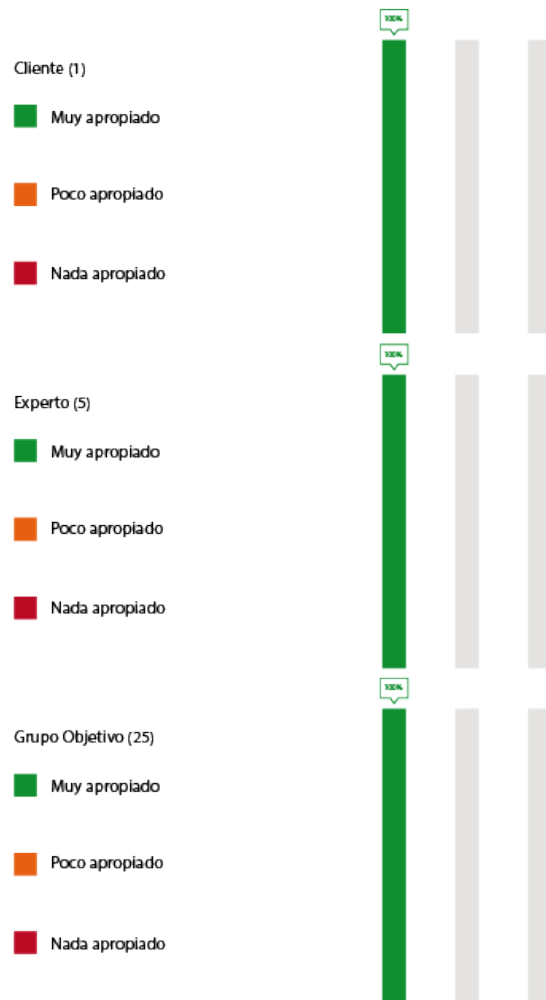 100%
Cliente (1)
Muy apropiado
Poco apropiado
Nada apropiado
100%
Experto (5)
Muy apropiado
Poco apropiado
Nada apropiado
100%
Grupo Objetivo (25)
Muy apropiado
Poco apropiado
Nada apropiado